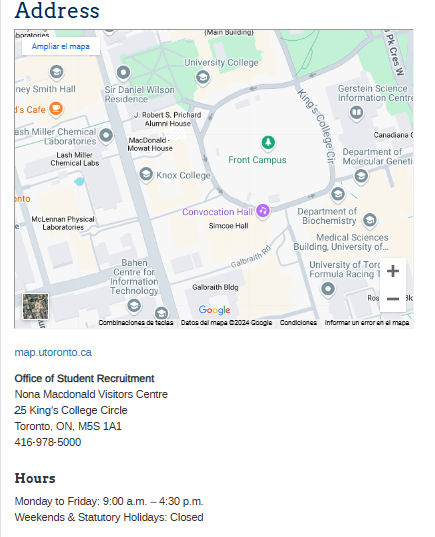 Address
boratories
Ampliar el mapa
(Main Building)
Pk Cres W
University College
ney Smith Hall
Sir Daniel Wilson
Residence
Gerstein Science
Information Centre
d's Cafe
J. Robert S. Prichard
Alumni House
King's College Cir
ash Miller Chemical
Laboratories
MacDonald -
Mowat House
Canadiana G
Lash Miller
Chemical Labs
Front Campus
Department of
Molecular Geneti
Knox College
onto
Convocation Hall
Simcoe Hall
Department of
Biochemistry
McLennan Physical
Laboratories
Medical Sciences
Building, University of...
Galbraith Rd
Bahen
Centre for
Information
Technology
University of Toro
Formula Racing T
Galbraith Bldg
Ros
Bl
Google
Combinaciones de teclas
Datos del mapa ©2024 Google
Condiciones
Informar un error en el mapa
map.utoronto.ca
Office of Student Recruitment
Nona Macdonald Visitors Centre
25 King's College Circle
Toronto, ON, M5S 1A1
416-978-5000
Hours
Monday to Friday: 9:00 a.m. – 4:30 p.m.
Weekends & Statutory Holidays: Closed